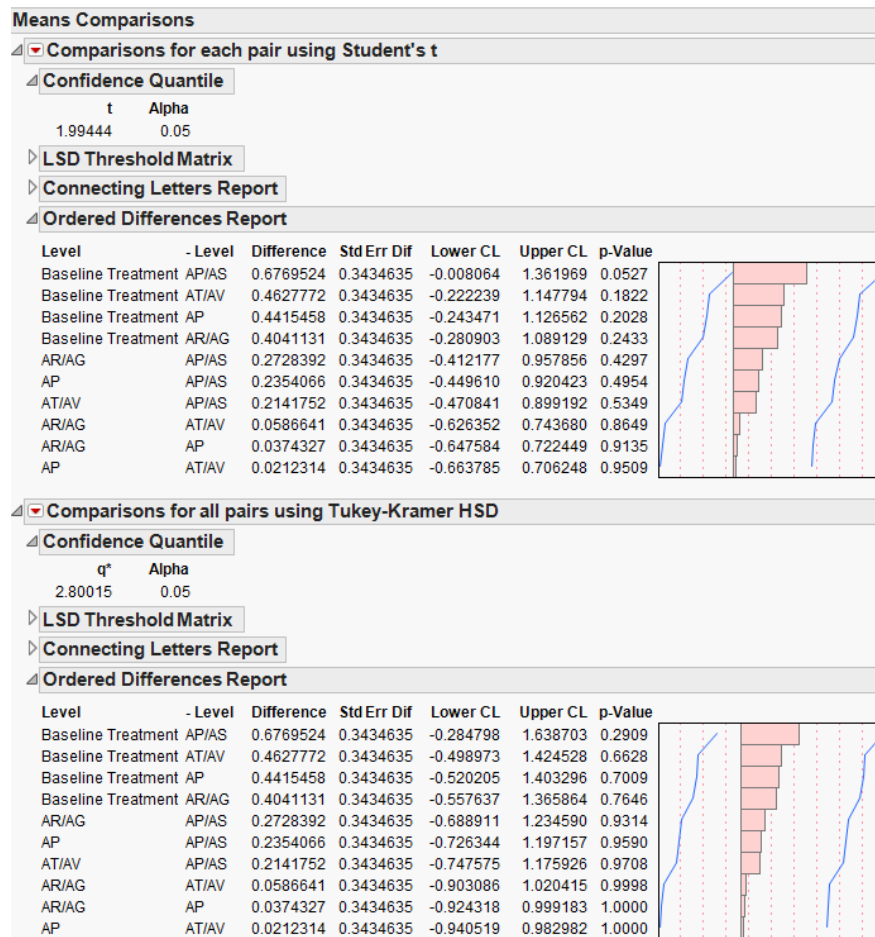 Means Comparisons
Comparisons for each pair using Student's t
Confidence Quantile
t Alpha
1.99444 0.05
LSD Threshold Matrix
Connecting Letters Report
Ordered Differences Report
Level - Level Difference Std Err Dif Lower CL Upper CL p-Value
Baseline Treatment AP/AS 0.6769524 0.3434635 -0.008064 1.361969 0.0527
Baseline Treatment AT/AV 0.4627772 0.3434635 -0.222239 1.147794 0.1822
Baseline Treatment AP 0.4415458 0.3434635 -0.243471 1.126562 0.2028
Baseline Treatment AR/AG 0.4041131 0.3434635 -0.280903 1.089129 0.2433
AR/AG AP/AS 0.2728392 0.3434635 -0.412177 0.957856 0.4297
AP AP/AS 0.2354066 0.3434635 -0.449610 0.920423 0.4954
AT/AV AP/AS 0.2141752 0.3434635 -0.470841 0.899192 0.5349
AR/AG AT/AV 0.0586641 0.3434635 -0.626352 0.743680 0.8649
AR/AG AP 0.0374327 0.3434635 -0.647584 0.722449 0.9135
AP AT/AV 0.0212314 0.3434635 -0.663785 0.706248 0.9509
Comparisons for all pairs using Tukey-Kramer HSD
Confidence Quantile
q* Alpha
2.80015 0.05
LSD Threshold Matrix
Connecting Letters Report
Ordered Differences Report
Level - Level Difference Std Err Dif Lower CL Upper CL p-Value
Baseline Treatment AP/AS 0.6769524 0.3434635 -0.284798 1.638703 0.2909
Baseline Treatment AT/AV 0.4627772 0.3434635 -0.498973 1.424528 0.6628
Baseline Treatment AP 0.4415458 0.3434635 -0.520205 1.403296 0.7009
Baseline Treatment AR/AG 0.4041131 0.3434635 -0.557637 1.365864 0.7646
AR/AG AP/AS 0.2728392 0.3434635 -0.688911 1.234590 0.9314
AP AP/AS 0.2354066 0.3434635 -0.726344 1.197157 0.9590
AT/AV AP/AS 0.2141752 0.3434635 -0.747575 1.175926 0.9708
AR/AG AT/AV 0.0586641 0.3434635 -0.903086 1.020415 0.9998
AR/AG AP 0.0374327 0.3434635 -0.924318 0.999183 1.0000
AP AT/AV 0.0212314 0.3434635 -0.940519 0.982982 1.0000